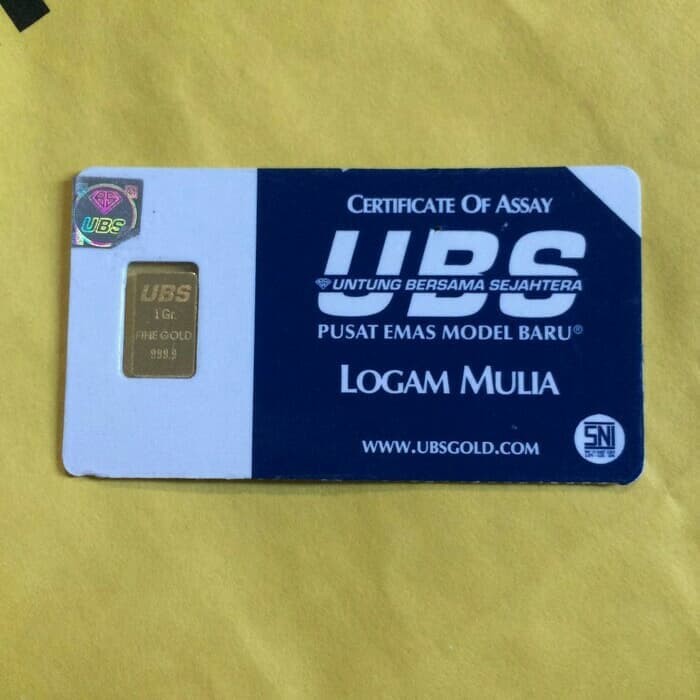 UBS
UBS
1 Gr.
FINE GOLD
999.9
CERTIFICATE OF ASSAY
UBS
UNTUNG BERSAMA SEJAHTERA
PUSAT EMAS MODEL BARU®
LOGAM MULIA
WWW.UBSGOLD.COM
SNI